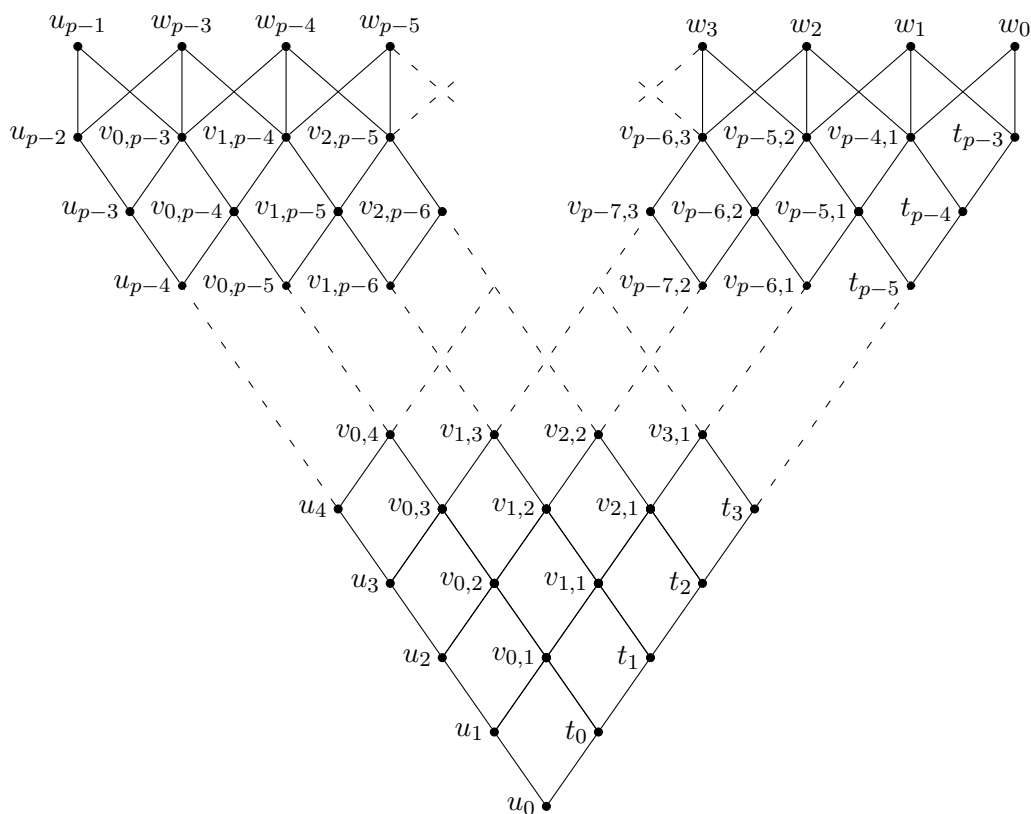 u_{p−1} w_{p−3} w_{p−4} w_{p−5} w_3 w_2 w_1 w_0
u_{p−2} v_{0,p−3} v_{1,p−4} v_{2,p−5} v_{p−6,3} v_{p−5,2} v_{p−4,1} t_{p−3}
u_{p−3} v_{0,p−4} v_{1,p−5} v_{2,p−6} v_{p−7,3} v_{p−6,2} v_{p−5,1} t_{p−4}
u_{p−4} v_{0,p−5} v_{1,p−6} v_{p−7,2} v_{p−6,1} t_{p−5}
v_{0,4} v_{1,3} v_{2,2} v_{3,1}
u_4 v_{0,3} v_{1,2} v_{2,1} t_3
u_3 v_{0,2} v_{1,1} t_2
u_2 v_{0,1} t_1
u_1 t_0
u_0